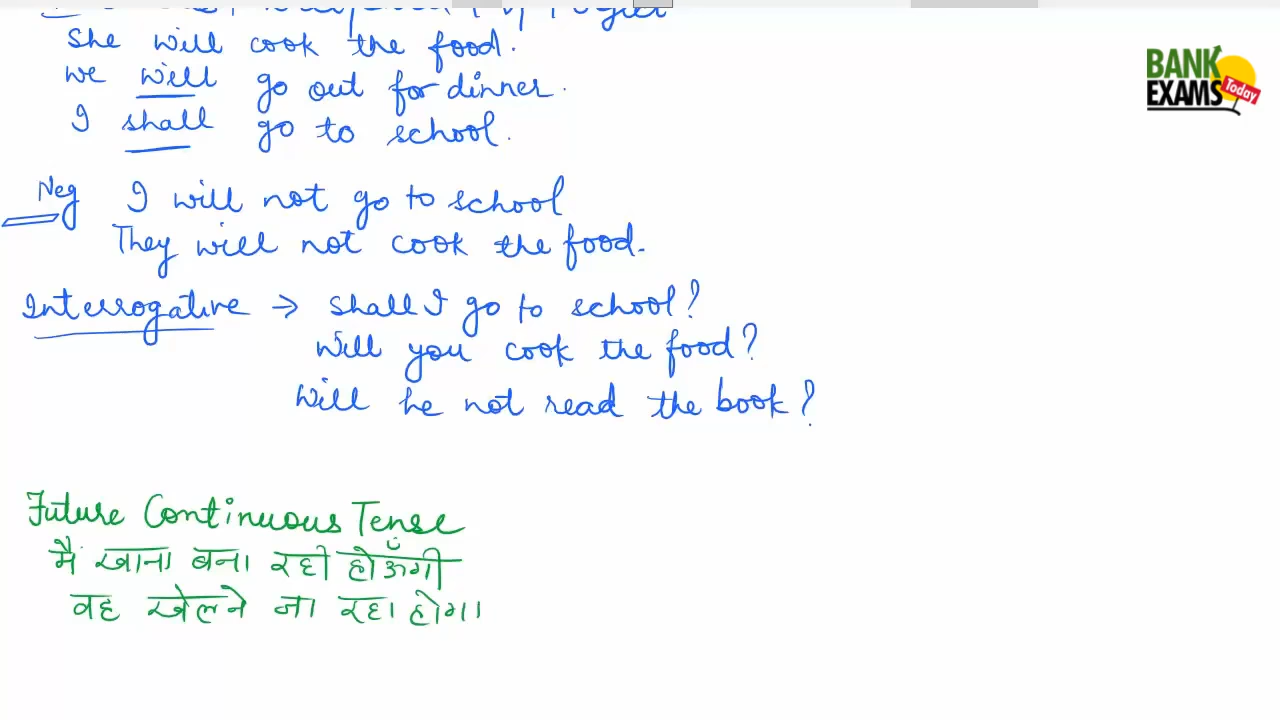 She will cook the food.
we will go out for dinner.
I shall go to school.
Neg I will not go to school
They will not cook the food.
Interrogative → shall I go to school?
Will you cook the food?
Will he not read the book?
Future Continuous Tense
मै खाना बना रही होऊँगी
वह खेलने जा रहा होगा
BANK
EXAMS Today